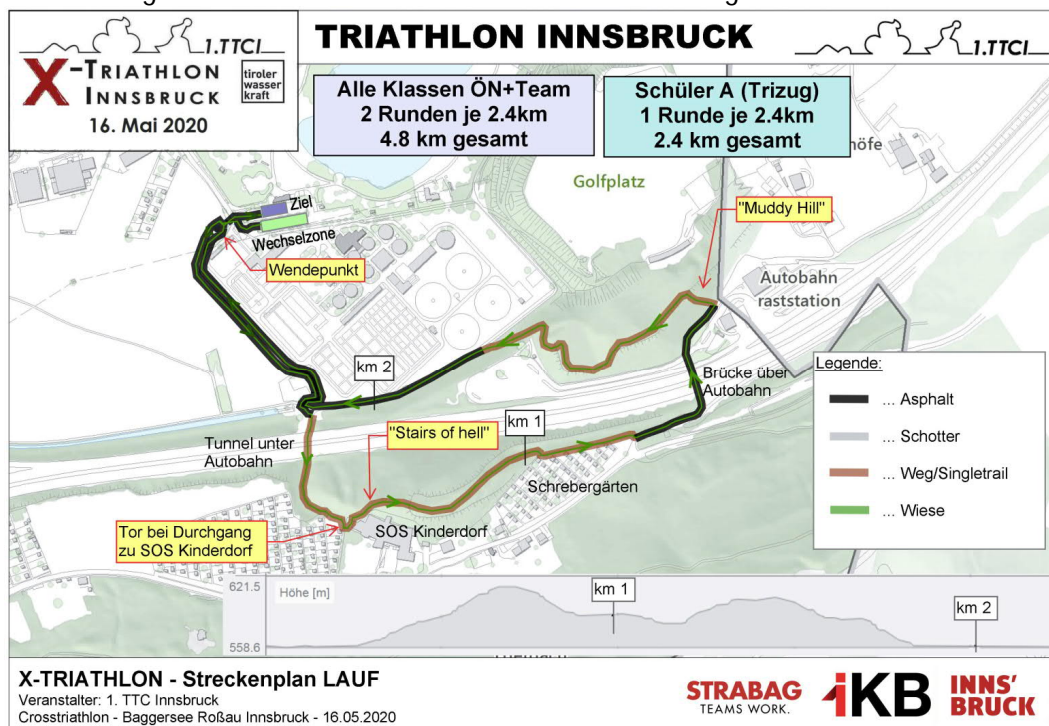 1.TTCI
X-TRIATHLON
INNSBRUCK
tiroler
wasser
kraft
16. Mai 2020
TRIATHLON INNSBRUCK
1.TTCI
Alle Klassen ÖN+Team
2 Runden je 2.4km
4.8 km gesamt
Schüler A (Trizug)
1 Runde je 2.4km
2.4 km gesamt
höfe
Golfplatz
"Muddy Hill"
Ziel
Wechselzone
Wendepunkt
Autobahn
raststation
km 2
Brücke über
Autobahn
Legende:
... Asphalt
... Schotter
... Weg/Singletrail
... Wiese
"Stairs of hell"
km 1
Tunnel unter
Autobahn
Schrebergärten
Tor bei Durchgang
zu SOS Kinderdorf
SOS Kinderdorf
621.5
Höhe [m]
km 1
km 2
558.6
X-TRIATHLON - Streckenplan LAUF
Veranstalter: 1. TTC Innsbruck
Crosstriathlon - Baggersee Roßau Innsbruck - 16.05.2020
STRABAG
TEAMS WORK.
iKB
INNS'
BRUCK